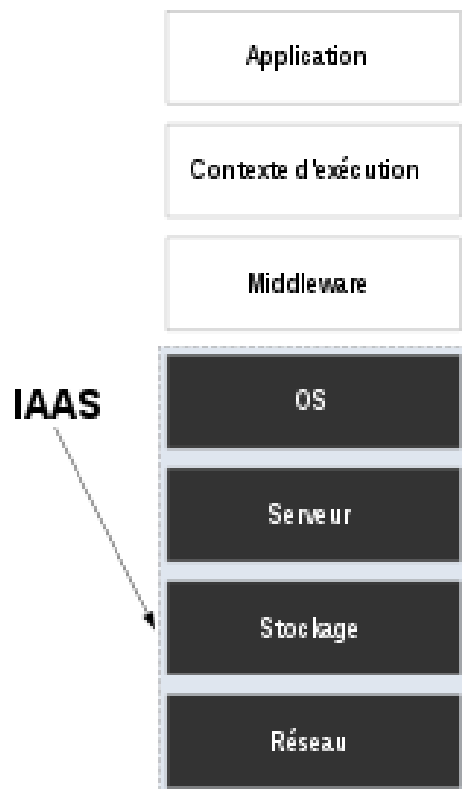 Application
Contexte d'exécution
Middleware
OS
IAAS
Serveur
Stockage
Réseau